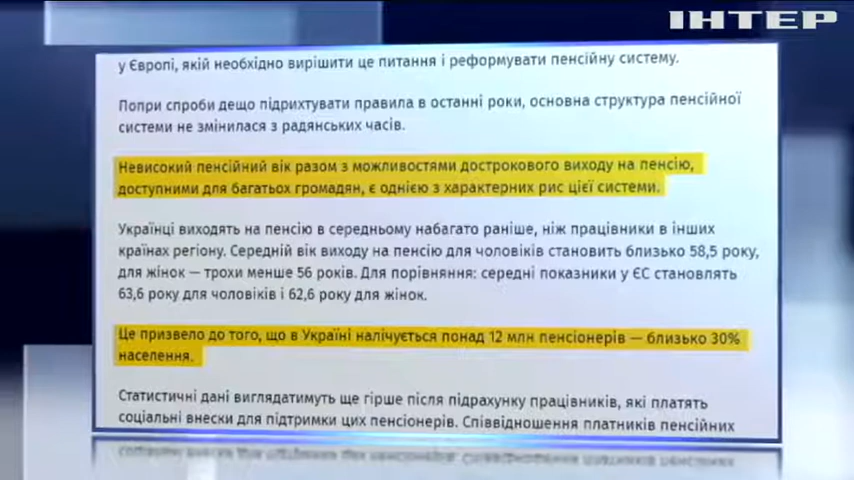 ІНТЕР
у Європі, якій необхідно вирішити це питання і реформувати пенсійну систему.
Попри спроби дещо підрихтувати правила в останні роки, основна структура пенсійної
системи не змінилася з радянських часів.
Невисокий пенсійний вік разом з можливостями дострокового виходу на пенсію,
доступними для багатьох громадян, є однією з характерних рис цієї системи.
Українці виходять на пенсію в середньому набагато раніше, ніж працівники в інших
країнах регіону. Середній вік виходу на пенсію для чоловіків становить близько 58,5 року,
для жінок — трохи менше 56 років. Для порівняння: середні показники у ЄС становлять
63,6 року для чоловіків і 62,6 року для жінок.
Це призвело до того, що в Україні налічується понад 12 млн пенсіонерів — близько 30%
населення.
Статистичні дані виглядатимуть ще гірше після підрахунку працівників, які платять
соціальні внески для підтримки цих пенсіонерів. Співвідношення платників пенсійних